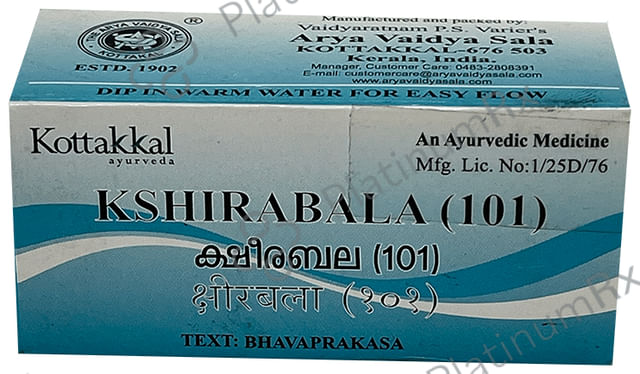 THE ARYA VAIDYA SALA
KOTTAKKAL
ESTD. 1902
Manufactured and packed by:
Vaidyaratnam P.S. Varier's
Arya Vaidya Sala
KOTTAKKAL-676 503
Kerala, India.
Manager, Customer Care: 0483-2808391
E-mail: customercare@aryavaidyasala.com
www.aryavaidyasala.com
DIP IN WARM WATER FOR EASY FLOW
Kottakkal
ayurveda
An Ayurvedic Medicine
Mfg. Lic. No:1/25D/76
KSHIRABALA (101)
ക്ഷീരബല (101)
क्षीरबला (१०१)
TEXT: BHAVAPRAKASA
PlatinumRx